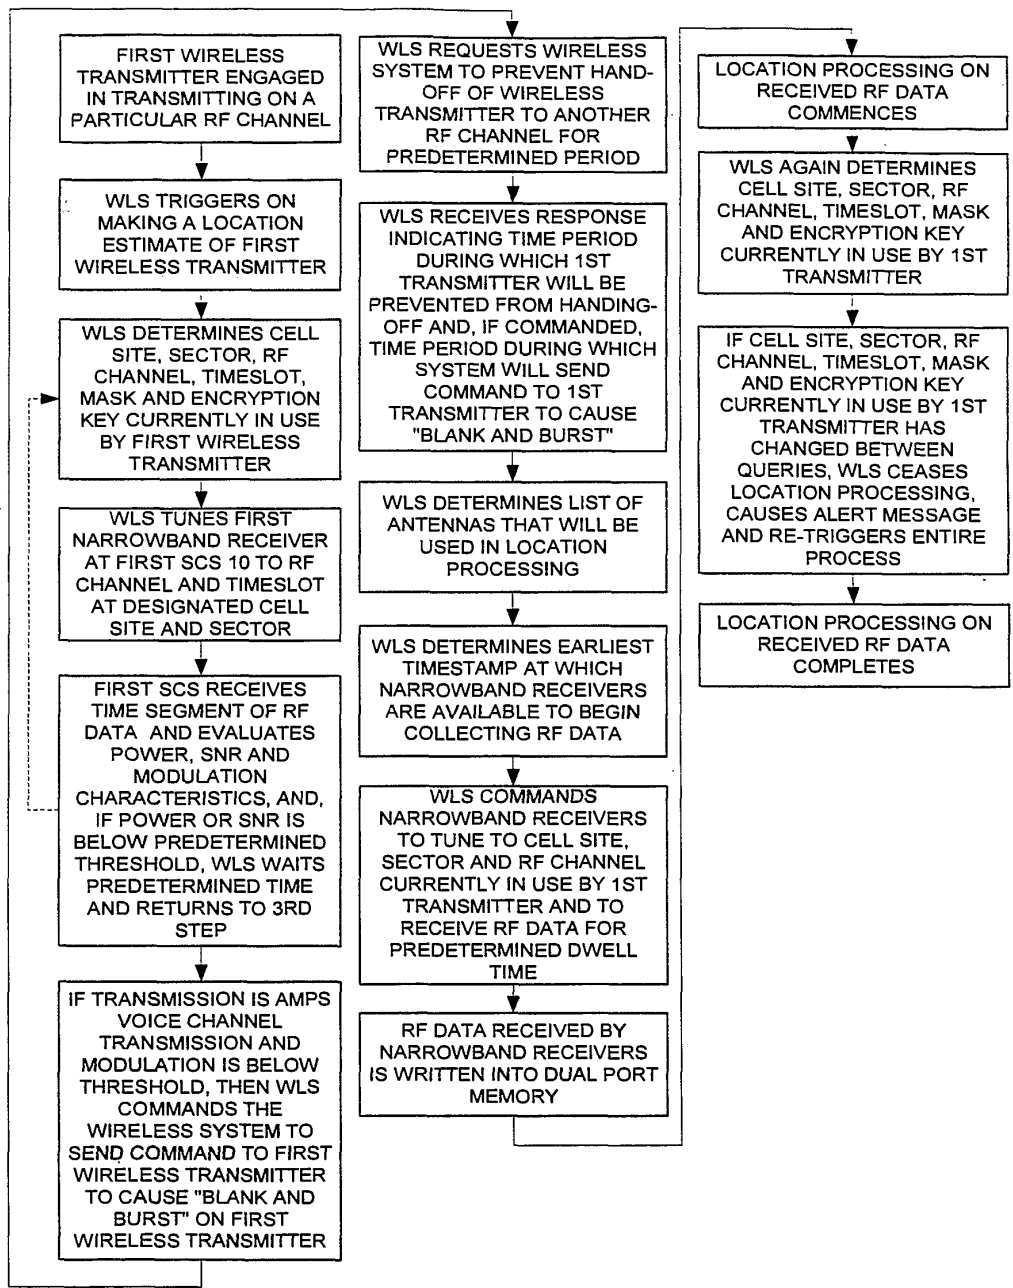 FIRST WIRELESS
TRANSMITTER ENGAGED
IN TRANSMITTING ON A
PARTICULAR RF CHANNEL
WLS TRIGGERS ON
MAKING A LOCATION
ESTIMATE OF FIRST
WIRELESS TRANSMITTER
WLS DETERMINES CELL
SITE, SECTOR, RF
CHANNEL, TIMESLOT,
MASK AND ENCRYPTION
KEY CURRENTLY IN USE
BY FIRST WIRELESS
TRANSMITTER
WLS TUNES FIRST
NARROWBAND RECEIVER
AT FIRST SCS 10 TO RF
CHANNEL AND TIMESLOT
AT DESIGNATED CELL
SITE AND SECTOR
FIRST SCS RECEIVES
TIME SEGMENT OF RF
DATA AND EVALUATES
POWER, SNR AND
MODULATION
CHARACTERISTICS, AND,
IF POWER OR SNR IS
BELOW PREDETERMINED
THRESHOLD, WLS WAITS
PREDETERMINED TIME
AND RETURNS TO 3RD
STEP
IF TRANSMISSION IS AMPS
VOICE CHANNEL
TRANSMISSION AND
MODULATION IS BELOW
THRESHOLD, THEN WLS
COMMANDS THE
WIRELESS SYSTEM TO
SEND COMMAND TO FIRST
WIRELESS TRANSMITTER
TO CAUSE "BLANK AND
BURST" ON FIRST
WIRELESS TRANSMITTER
WLS REQUESTS WIRELESS
SYSTEM TO PREVENT HAND-
OFF OF WIRELESS
TRANSMITTER TO ANOTHER
RF CHANNEL FOR
PREDETERMINED PERIOD
WLS RECEIVES RESPONSE
INDICATING TIME PERIOD
DURING WHICH 1ST
TRANSMITTER WILL BE
PREVENTED FROM HANDING-
OFF AND, IF COMMANDED,
TIME PERIOD DURING WHICH
SYSTEM WILL SEND
COMMAND TO 1ST
TRANSMITTER TO CAUSE
"BLANK AND BURST"
WLS DETERMINES LIST OF
ANTENNAS THAT WILL BE
USED IN LOCATION
PROCESSING
WLS DETERMINES EARLIEST
TIMESTAMP AT WHICH
NARROWBAND RECEIVERS
ARE AVAILABLE TO BEGIN
COLLECTING RF DATA
WLS COMMANDS
NARROWBAND RECEIVERS
TO TUNE TO CELL SITE,
SECTOR AND RF CHANNEL
CURRENTLY IN USE BY 1ST
TRANSMITTER AND TO
RECEIVE RF DATA FOR
PREDETERMINED DWELL
TIME
RF DATA RECEIVED BY
NARROWBAND RECEIVERS
IS WRITTEN INTO DUAL PORT
MEMORY
LOCATION PROCESSING ON
RECEIVED RF DATA
COMMENCES
WLS AGAIN DETERMINES
CELL SITE, SECTOR, RF
CHANNEL, TIMESLOT, MASK
AND ENCRYPTION KEY
CURRENTLY IN USE BY 1ST
TRANSMITTER
IF CELL SITE, SECTOR, RF
CHANNEL, TIMESLOT, MASK
AND ENCRYPTION KEY
CURRENTLY IN USE BY 1ST
TRANSMITTER HAS
CHANGED BETWEEN
QUERIES, WLS CEASES
LOCATION PROCESSING,
CAUSES ALERT MESSAGE
AND RE-TRIGGERS ENTIRE
PROCESS
LOCATION PROCESSING ON
RECEIVED RF DATA
COMPLETES